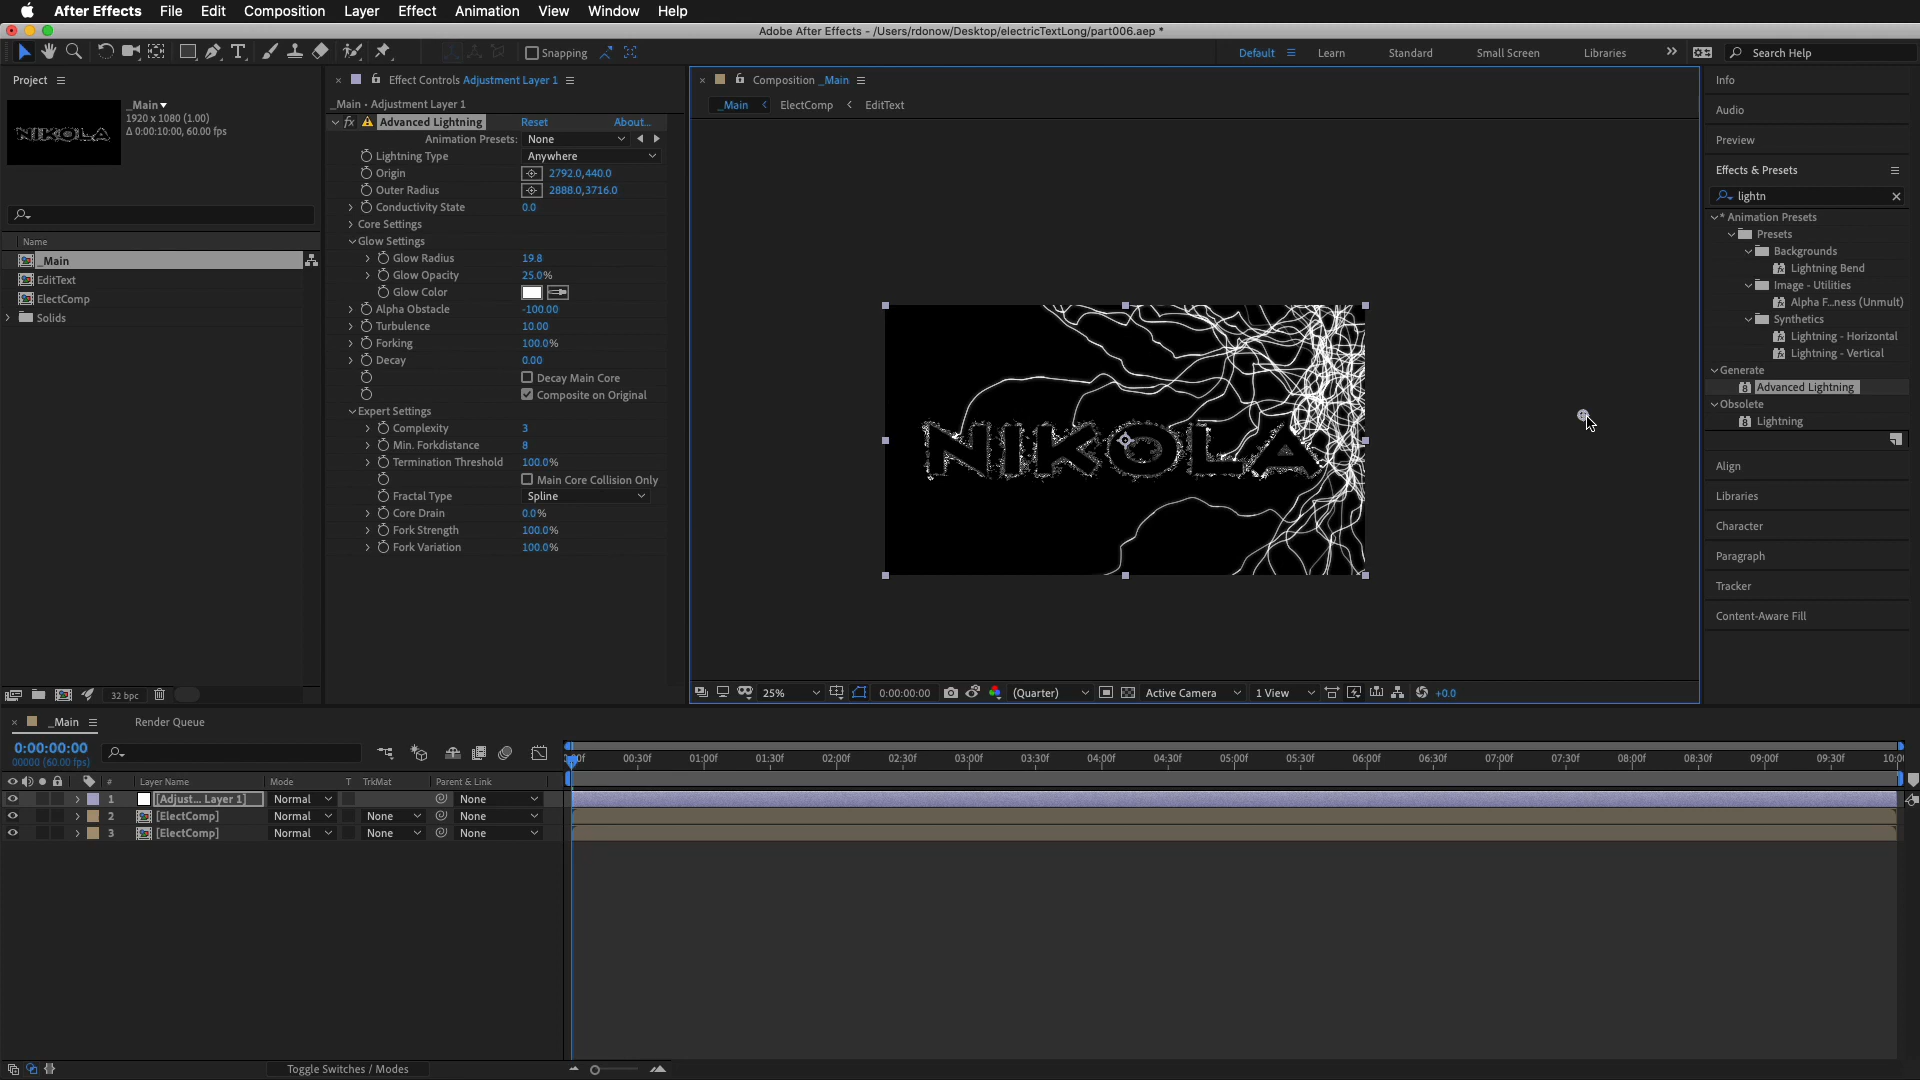 After Effects File Edit Composition Layer Effect Animation View Window Help
Adobe After Effects - /Users/rdonow/Desktop/electricTextLong/part006.aep *
Snapping
Default Learn Standard Small Screen Libraries Search Help
Project
_Main
1920 x 1080 (1.00)
Δ 0:00:10:00, 60.00 fps
NIKOLA
Name
_Main
EditText
ElectComp
Solids
32 bpc
Effect Controls Adjustment Layer 1
_Main • Adjustment Layer 1
fx Advanced Lightning Reset About...
Animation Presets: None
Lightning Type Anywhere
Origin 2792.0,440.0
Outer Radius 2888.0,3716.0
Conductivity State 0.0
Core Settings
Glow Settings
Glow Radius 19.8
Glow Opacity 25.0%
Glow Color
Alpha Obstacle -100.00
Turbulence 10.00
Forking 100.0%
Decay 0.00
Decay Main Core
Composite on Original
Expert Settings
Complexity 3
Min. Forkdistance 8
Termination Threshold 100.0%
Main Core Collision Only
Fractal Type Spline
Core Drain 0.0%
Fork Strength 100.0%
Fork Variation 100.0%
Composition _Main
_Main ElectComp EditText
NIKOLA
25% 0:00:00:00 (Quarter) Active Camera 1 View +0.0
Info
Audio
Preview
Effects & Presets
lightn
* Animation Presets
Presets
Backgrounds
Lightning Bend
Image - Utilities
Alpha F...ness (Unmult)
Synthetics
Lightning - Horizontal
Lightning - Vertical
Generate
Advanced Lightning
Obsolete
Lightning
Align
Libraries
Character
Paragraph
Tracker
Content-Aware Fill
_Main Render Queue
0:00:00:00
00000 (60.00 fps)
00:30f 01:00f 01:30f 02:00f 02:30f 03:00f 03:30f 04:00f 04:30f 05:00f 05:30f 06:00f 06:30f 07:00f 07:30f 08:00f 08:30f 09:00f 09:30f
# Layer Name Mode T TrkMat Parent & Link
1 [Adjust... Layer 1] Normal None
2 [ElectComp] Normal None None
3 [ElectComp] Normal None None
Toggle Switches / Modes